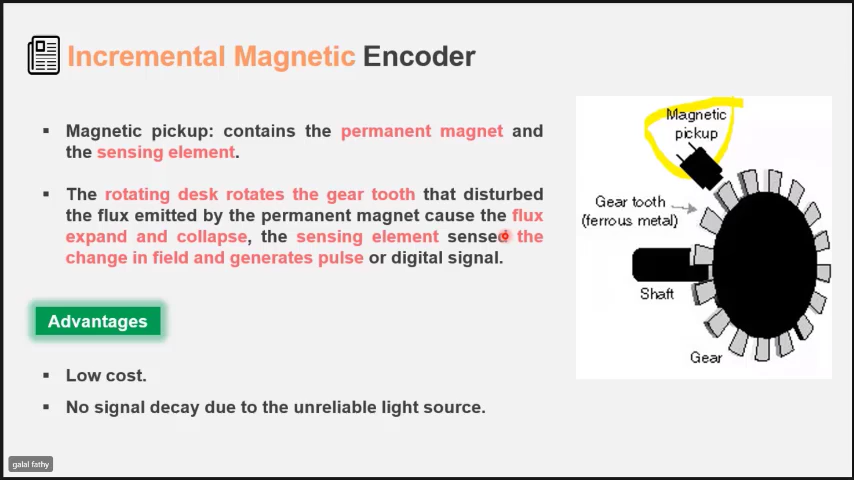 Incremental Magnetic Encoder
▪ Magnetic pickup: contains the permanent magnet and
the sensing element.
▪ The rotating desk rotates the gear tooth that disturbed
the flux emitted by the permanent magnet cause the flux
expand and collapse, the sensing element sensed the
change in field and generates pulse or digital signal.
Advantages
▪ Low cost.
▪ No signal decay due to the unreliable light source.
Magnetic
pickup
Gear tooth
(ferrous metal)
Shaft
Gear
galal fathy